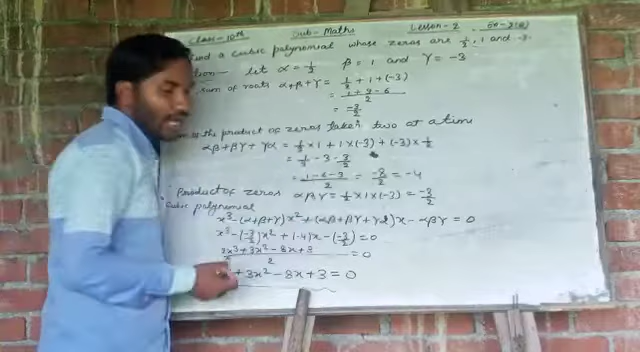 Class-10th Sub-Maths Lesson-2
Find a cubic polynomial whose zeros are 1/2, 1 and -3.
let α = 1/2 β = 1 and γ = -3
sum of roots α+β+γ = 1/2 + 1 + (-3)
= 1+2-6/2
= -3/2
the product of zeros taken two at a time
αβ+βγ+γα = 1/2 × 1 + 1×(-3) + (-3) × 1/2
= 1/2 - 3 - 3/2
= 1-6-3/2 = -8/2 = -4
Product of zeros αβγ = 1/2 × 1 × (-3) = -3/2
Cubic polynomial
x³-(α+β+γ)x²+(αβ+βγ+γα)x - αβγ = 0
x³-(-3/2)x² + (-4)x - (-3/2) = 0
2x³+3x²-8x+3/2 = 0
+3x²-8x+3 = 0